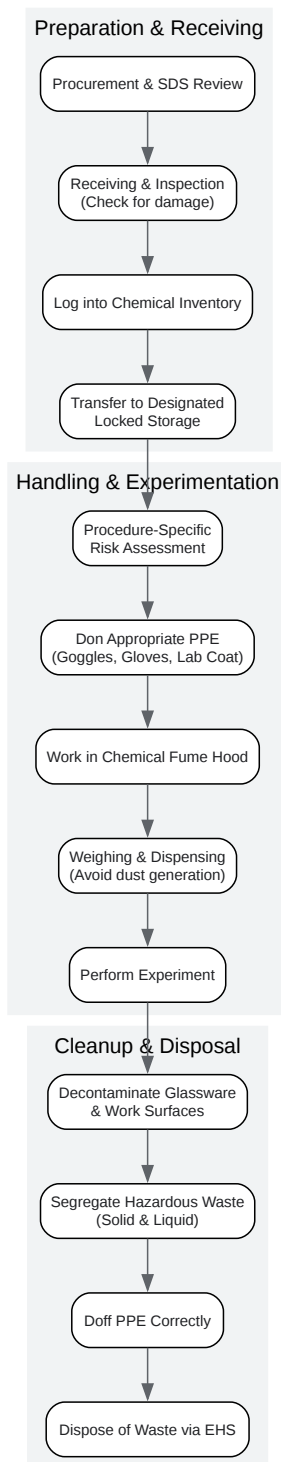 Preparation & Receiving
Procurement & SDS Review
Receiving & Inspection
(Check for damage)
Log into Chemical Inventory
Transfer to Designated
Locked Storage
Handling & Experimentation
Procedure-Specific
Risk Assessment
Don Appropriate PPE
(Goggles, Gloves, Lab Coat)
Work in Chemical Fume Hood
Weighing & Dispensing
(Avoid dust generation)
Perform Experiment
Cleanup & Disposal
Decontaminate Glassware
& Work Surfaces
Segregate Hazardous Waste
(Solid & Liquid)
Doff PPE Correctly
Dispose of Waste via EHS